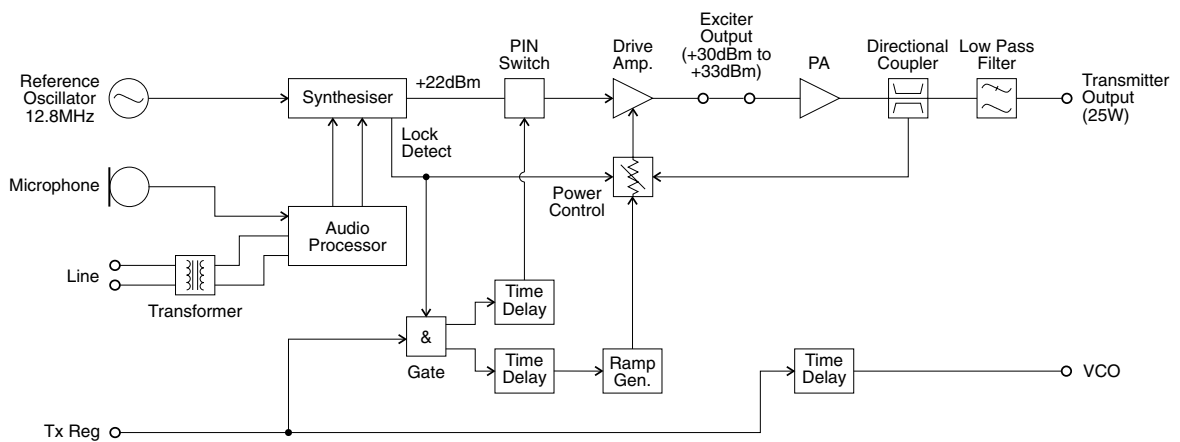 Reference
Oscillator
12.8MHz
Synthesiser
+22dBm
PIN
Switch
Drive
Amp.
Exciter
Output
(+30dBm to
+33dBm)
PA
Directional
Coupler
Low Pass
Filter
Transmitter
Output
(25W)
Lock
Detect
Microphone
Power
Control
Audio
Processor
Line
Transformer
Time
Delay
&
Gate
Time
Delay
Ramp
Gen.
Time
Delay
VCO
Tx Reg